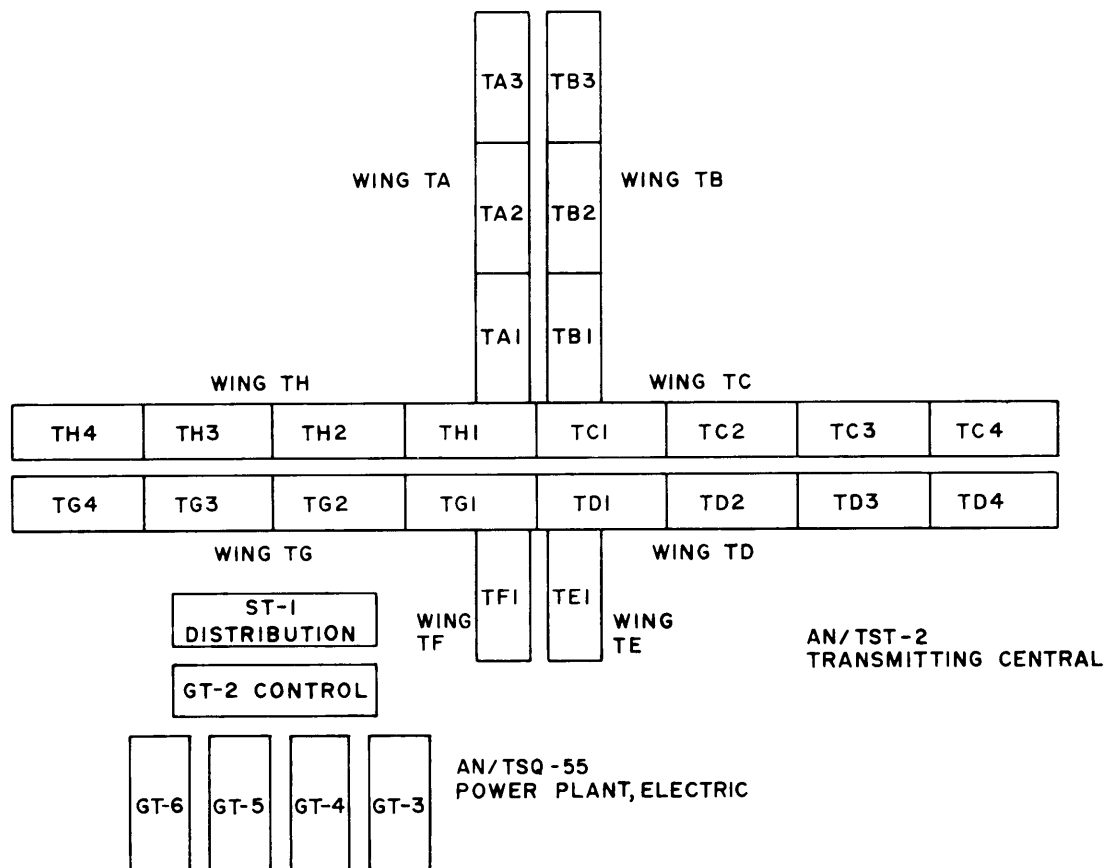 TA3 TB3
WING TA WING TB
TA2 TB2
TA1 TB1
WING TH WING TC
TH4 TH3 TH2 TH1 TC1 TC2 TC3 TC4
TG4 TG3 TG2 TG1 TD1 TD2 TD3 TD4
WING TG WING TD
ST-1
DISTRIBUTION
WING
TF
TF1 TE1
WING
TE
AN/TST-2
TRANSMITTING CENTRAL
GT-2 CONTROL
GT-6 GT-5 GT-4 GT-3
AN/TSQ-55
POWER PLANT, ELECTRIC